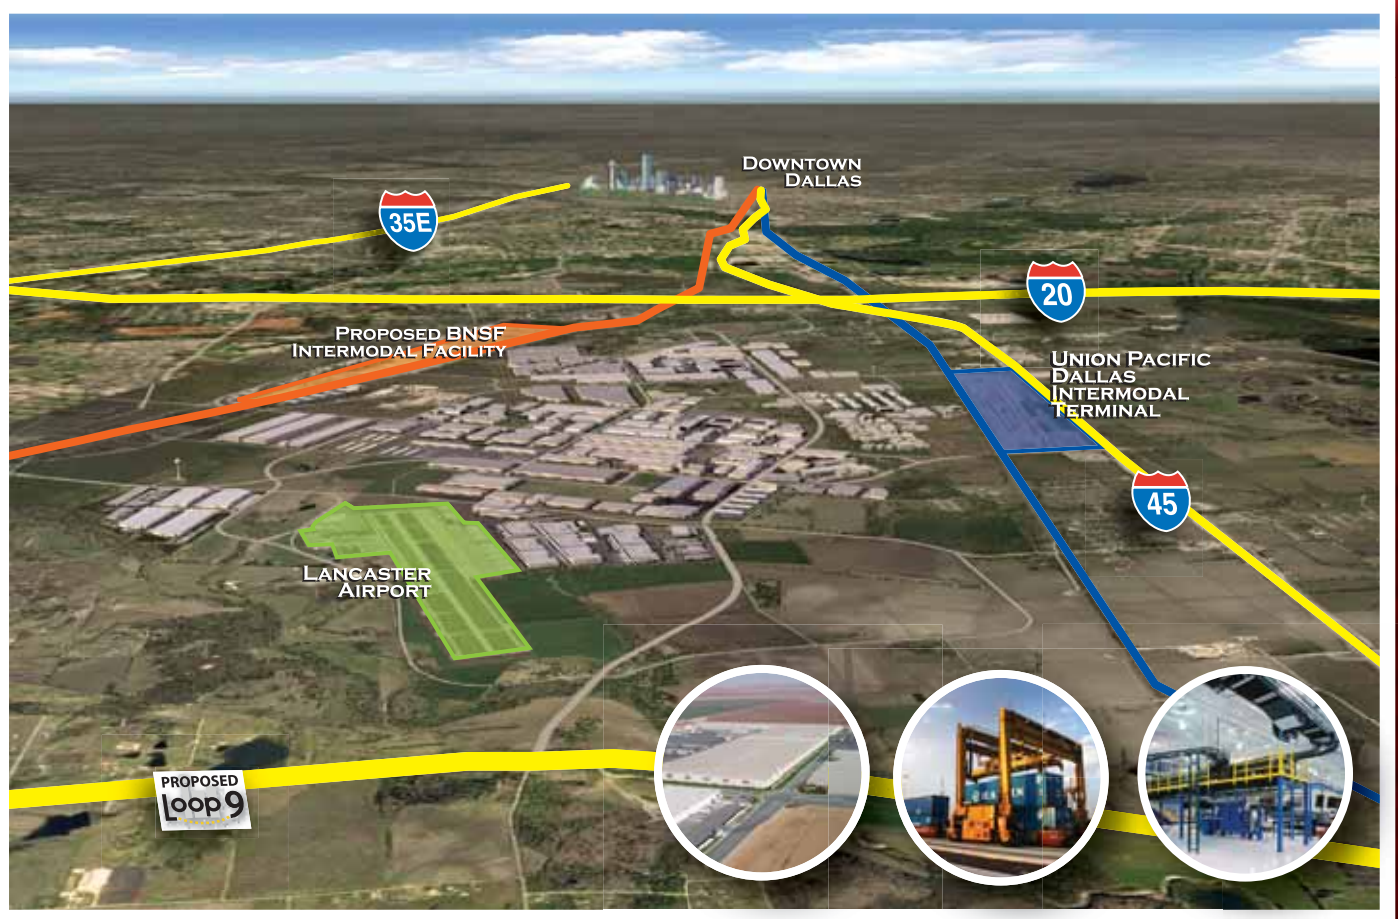 DOWNTOWN
DALLAS
35E
20
PROPOSED BNSF
INTERMODAL FACILITY
UNION PACIFIC
DALLAS
INTERMODAL
TERMINAL
45
LANCASTER
AIRPORT
PROPOSED
Loop 9